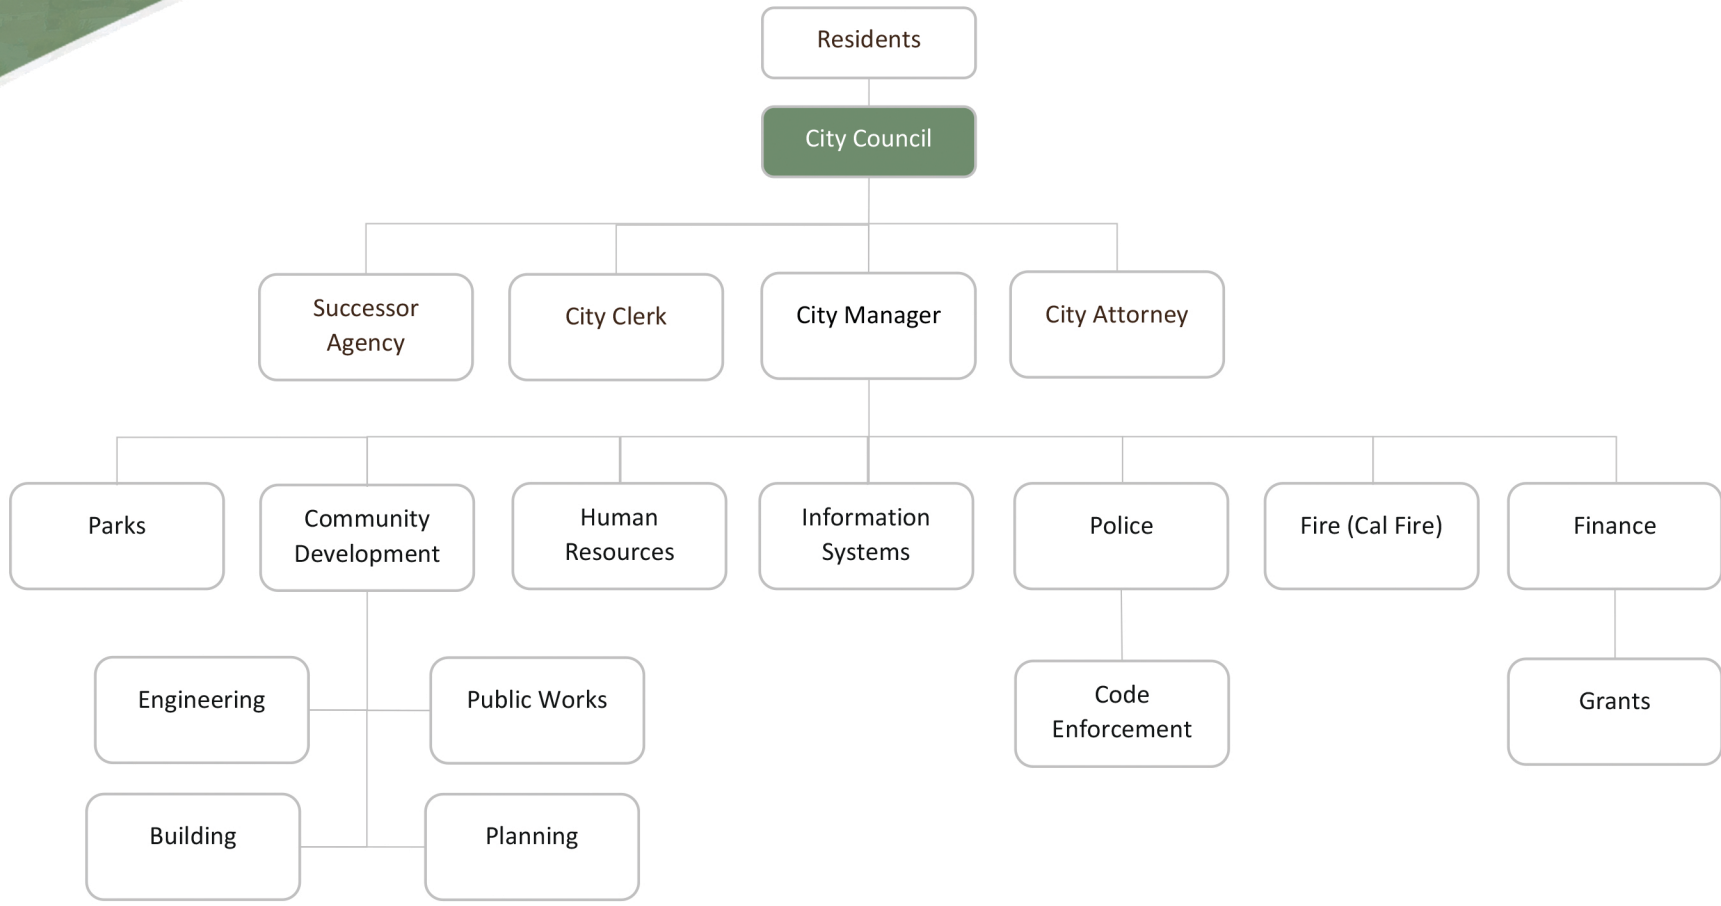 Residents
City Council
Successor
Agency
City Clerk
City Manager
City Attorney
Parks
Community
Development
Human
Resources
Information
Systems
Police
Fire (Cal Fire)
Finance
Engineering
Public Works
Code
Enforcement
Grants
Building
Planning